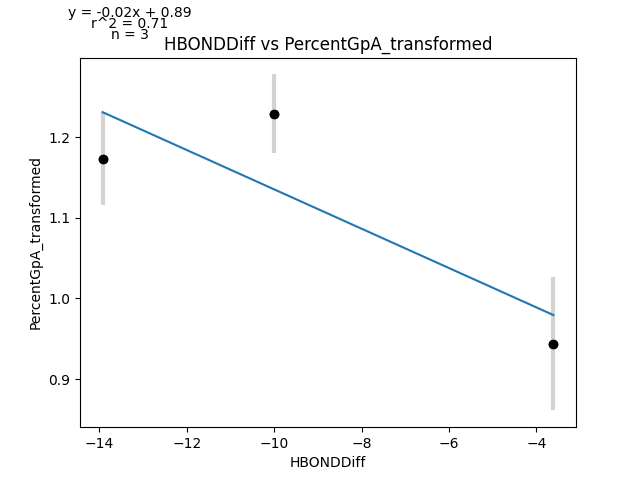 y = -0.02x + 0.89
r^2 = 0.71
n = 3
HBONDDiff vs PercentGpA_transformed
PercentGpA_transformed
1.2
1.1
1.0
0.9
−14
−12
−10
−8
−6
−4
HBONDDiff